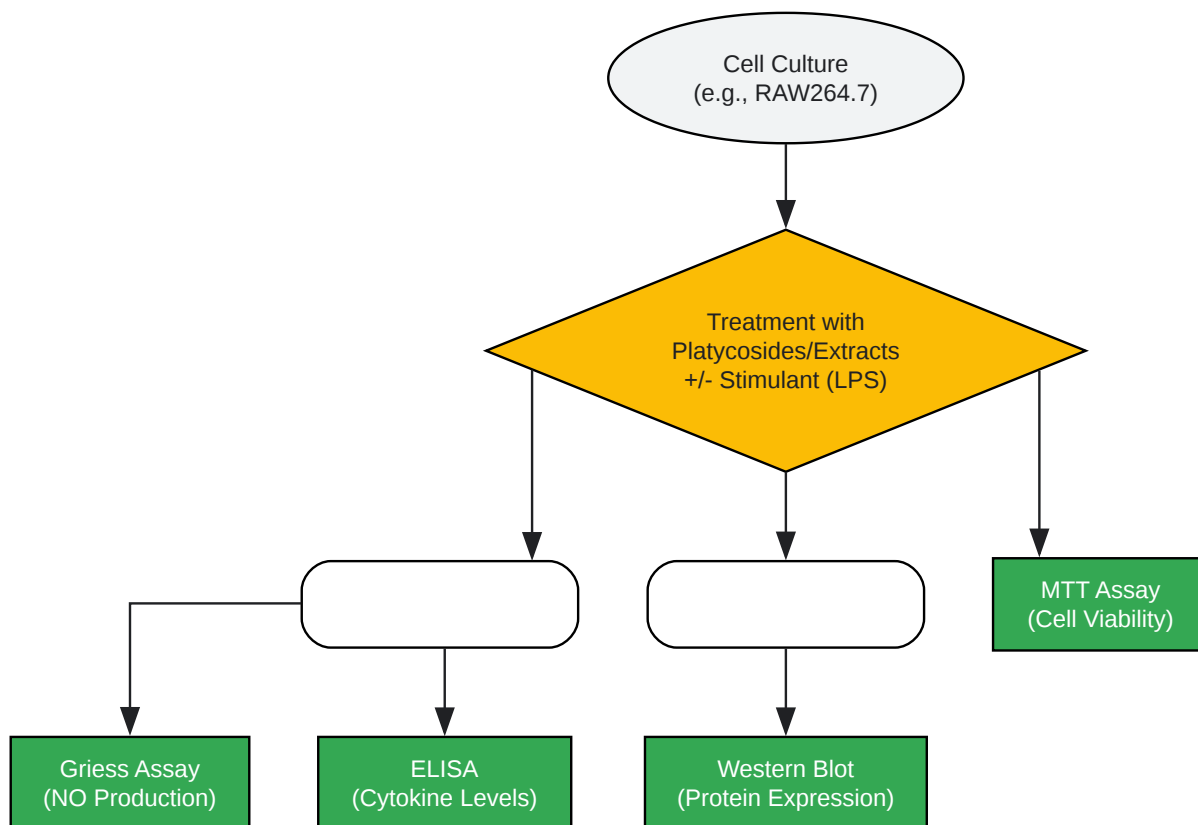 Cell Culture
(e.g., RAW264.7)
Treatment with
Platycosides/Extracts
+/- Stimulant (LPS)
MTT Assay
(Cell Viability)
Griess Assay
(NO Production)
ELISA
(Cytokine Levels)
Western Blot
(Protein Expression)